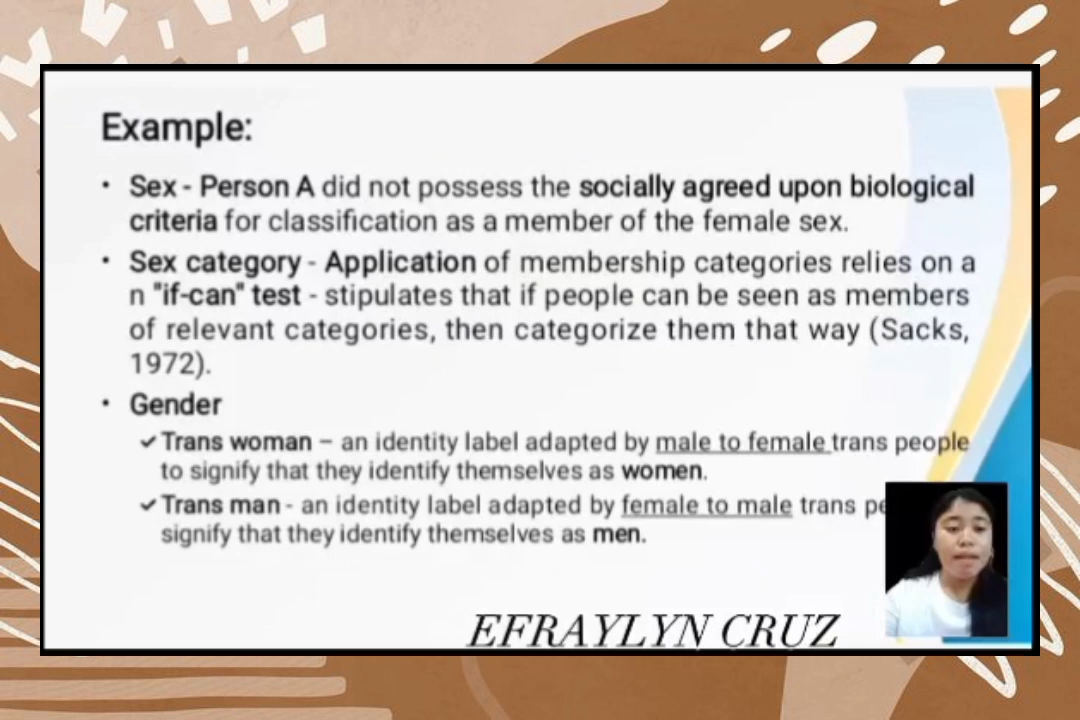 Example:
• Sex - Person A did not possess the socially agreed upon biological
criteria for classification as a member of the female sex.
• Sex category - Application of membership categories relies on a
n "if-can" test - stipulates that if people can be seen as members
of relevant categories, then categorize them that way (Sacks,
1972).
• Gender
✔Trans woman – an identity label adapted by male to female trans people
to signify that they identify themselves as women.
✔Trans man - an identity label adapted by female to male trans pe
signify that they identify themselves as men.
EFRAYLYN CRUZ